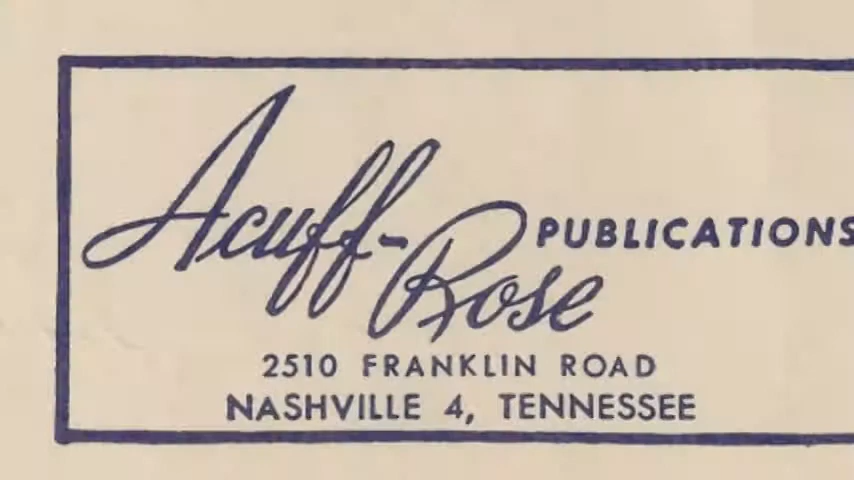 Acuff-Rose PUBLICATIONS
2510 FRANKLIN ROAD
NASHVILLE 4, TENNESSEE